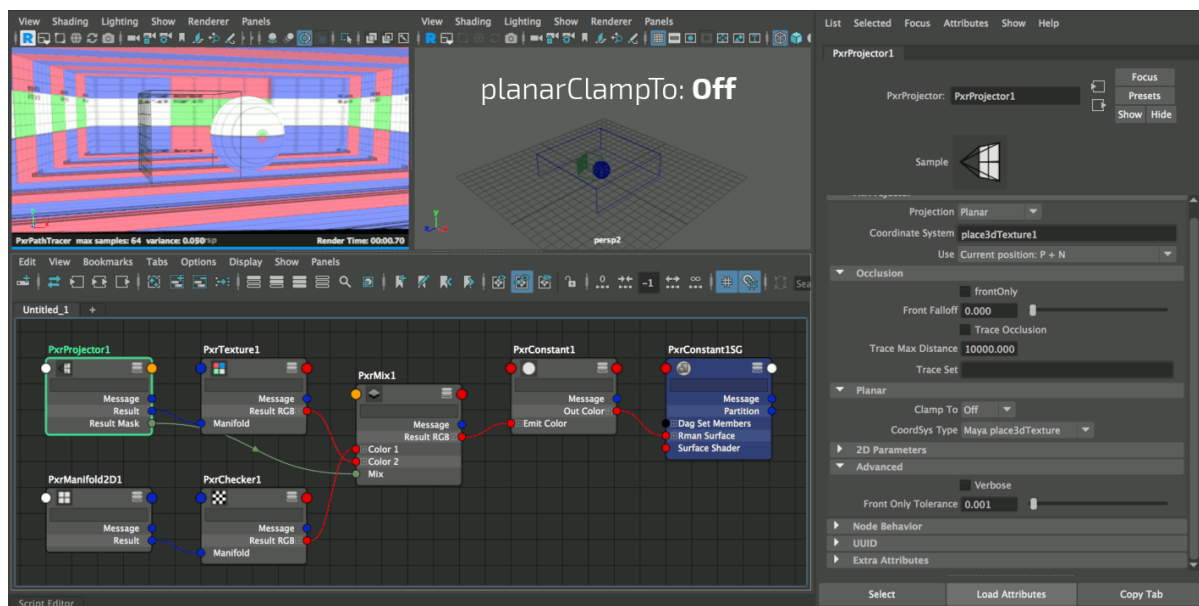 View Shading Lighting Show Renderer Panels
View Shading Lighting Show Renderer Panels
List Selected Focus Attributes Show Help
PxrProjector1
planarClampTo: Off
PxrProjector: PxrProjector1
Focus
Presets
Show Hide
Sample
PxrPathTracer max samples: 64 variance: 0.050
Render Time: 00:00.70
persp2
Projection Planar
Coordinate System place3dTexture1
Use Current position: P + N
Occlusion
frontOnly
Front Falloff 0.000
Trace Occlusion
Trace Max Distance 10000.000
Trace Set
Planar
Clamp To Off
CoordSys Type Maya place3dTexture
2D Parameters
Advanced
Verbose
Front Only Tolerance 0.001
Node Behavior
UUID
Extra Attributes
Select Load Attributes Copy Tab
Edit View Bookmarks Tabs Options Display Show Panels
-1
Sea
Untitled_1 +
PxrProjector1
Message
Result
Result Mask
PxrTexture1
Message
Result RGB
Manifold
PxrMix1
Message
Result RGB
Color 1
Color 2
Mix
PxrConstant1
Message
Out Color
Emit Color
PxrConstant1SG
Message
Partition
Dag Set Members
Rman Surface
Surface Shader
PxrManifold2D1
Message
Result
PxrChecker1
Message
Result RGB
Manifold
Script Editor